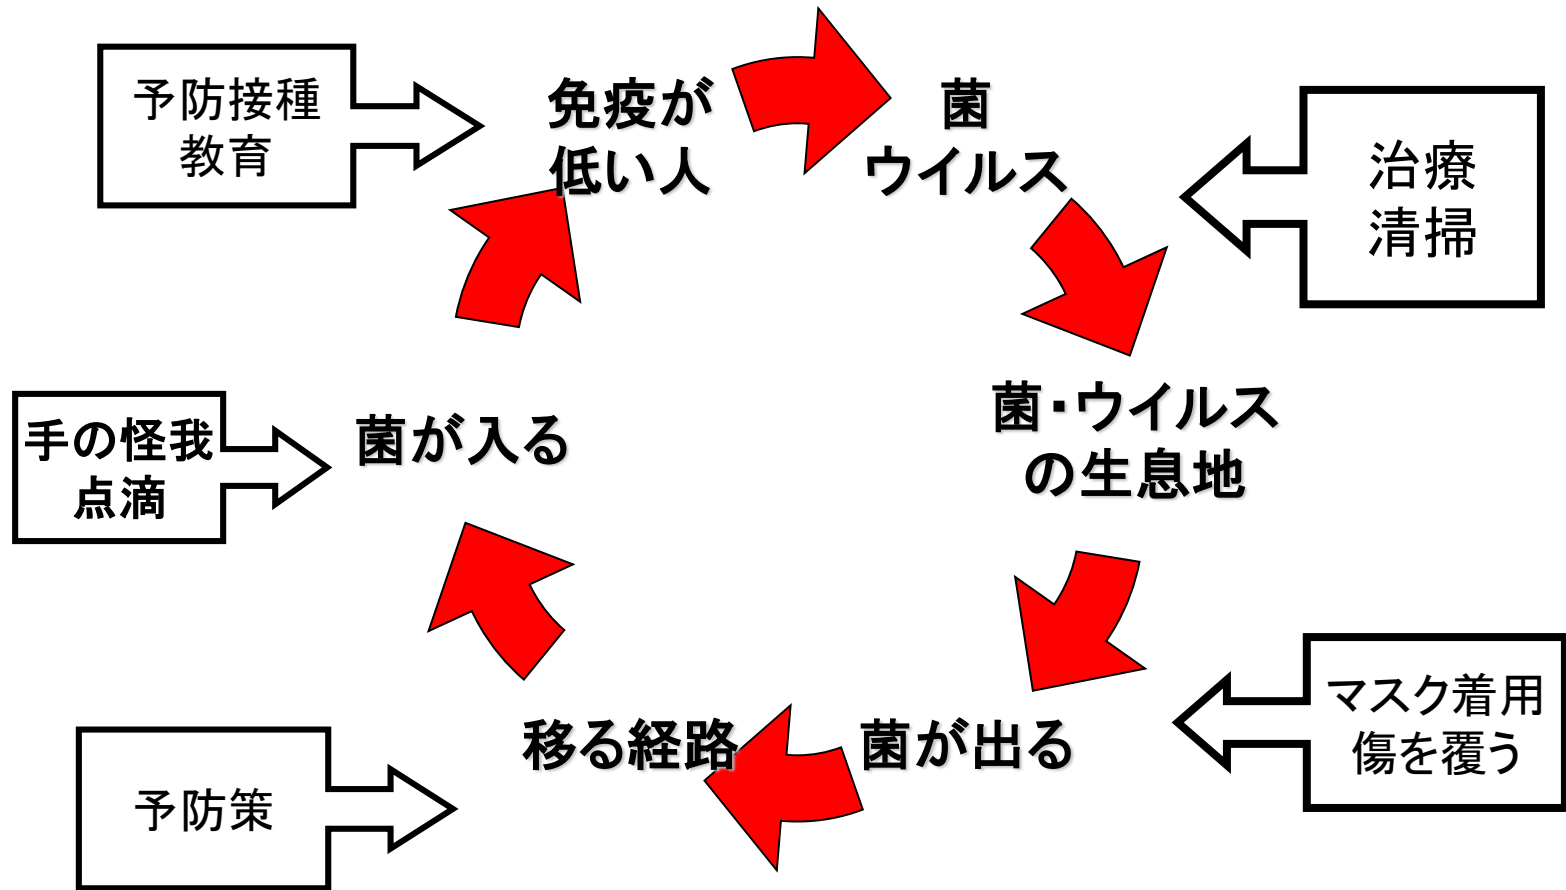 予防接種
教育
免疫が
低い人
菌
ウイルス
治療
清掃
手の怪我
点滴
菌が入る
菌・ウイルス
の生息地
予防策
移る経路
菌が出る
マスク着用
傷を覆う